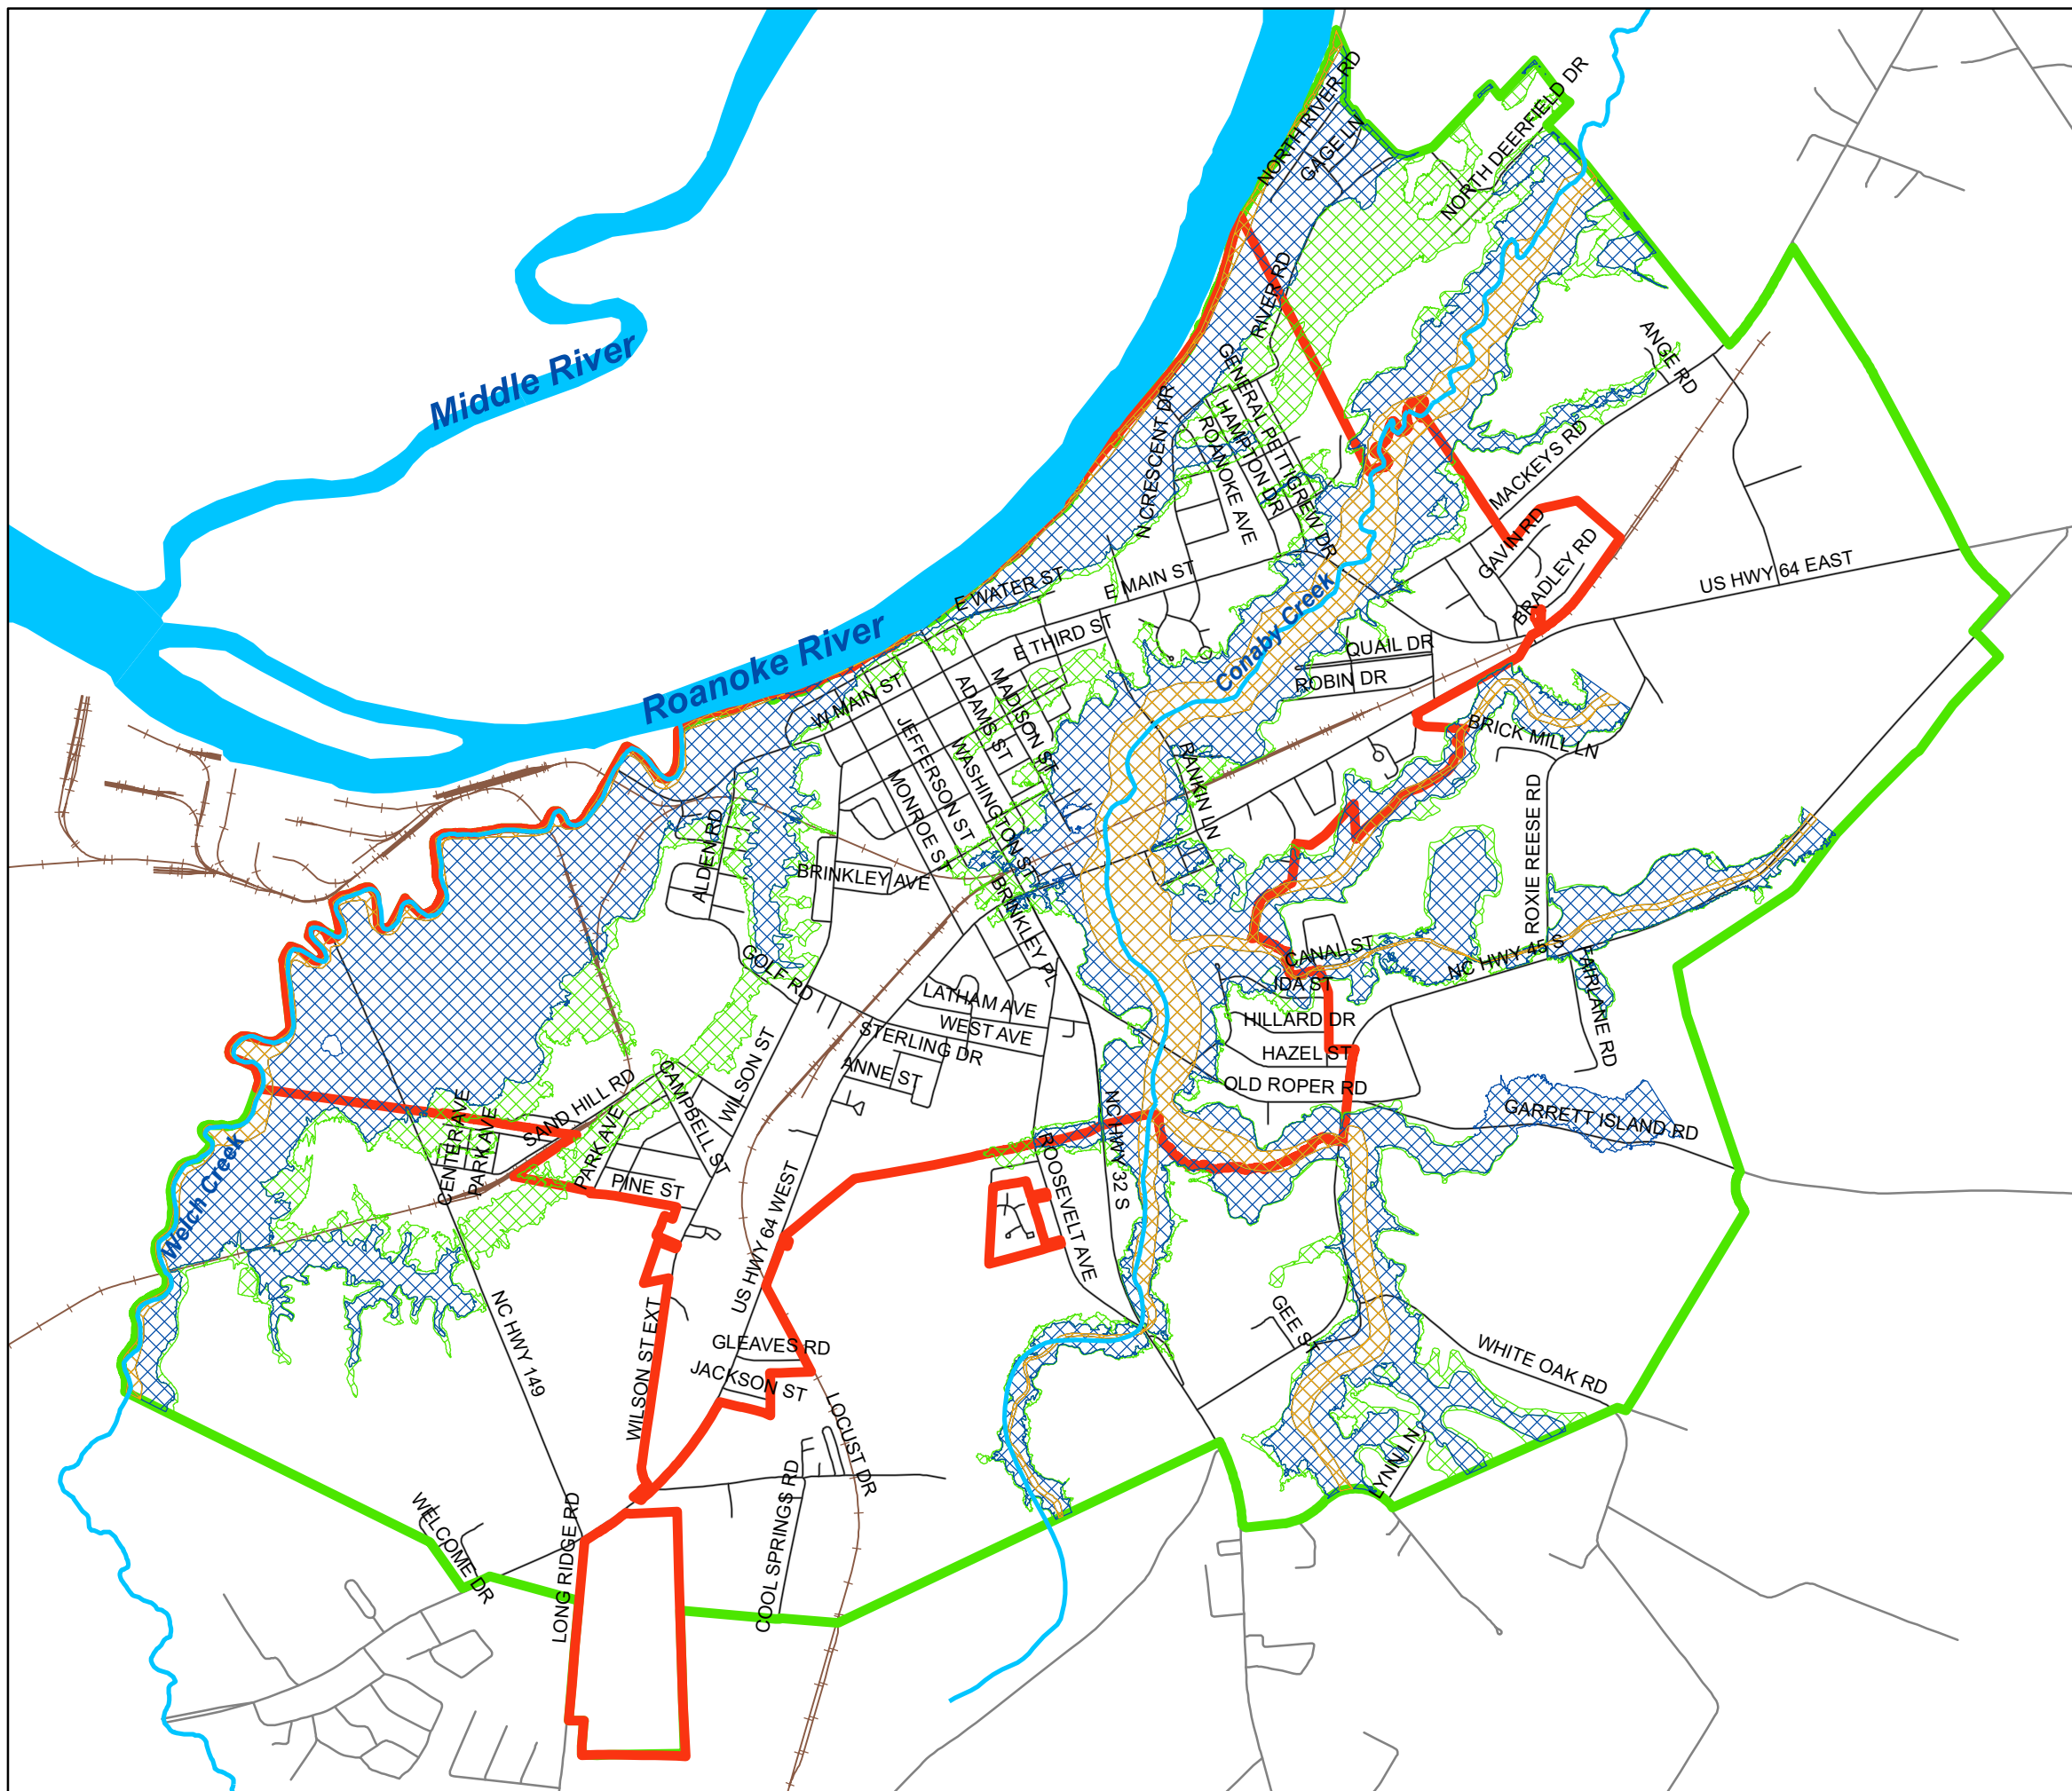 NORTH RIVER RD
GAGE LN
NORTH DEERFIELD DR
RIVER RD
Middle River
ANGE RD
GENERAL PETTIGREW DR
HAMPTON DR
ROANOKE AVE
N CRESCENT DR
MACKEYS RD
GAVIN RD
BRADLEY RD
US HWY 64 EAST
E WATER ST
E MAIN ST
Conaby Creek
E THIRD ST
QUAIL DR
ROBIN DR
Roanoke River
W MAIN ST
MADISON ST
ADAMS ST
JEFFERSON ST
WASHINGTON ST
MONROE ST
BRICK MILL LN
RANKIN LN
ROXIE REESE RD
ALDEN RD
BRINKLEY AVE
BRINKLEY PL
GOLF RD
CANAL ST
NC HWY 45 S
IDA ST
FAIRLANE RD
LATHAM AVE
WEST AVE
STERLING DR
ANNE ST
HILLARD DR
HAZEL ST
OLD ROPER RD
WILSON ST
CAMPBELL ST
SAND HILL RD
CENTER AVE
PARK AVE
PARK AVE
PINE ST
GARRETT ISLAND RD
NC HWY 32 S
ROOSEVELT AVE
Welch Creek
US HWY 64 WEST
NC HWY 149
WILSON ST EXT
GLEAVES RD
JACKSON ST
GEE ST
WHITE OAK RD
LOCUST DR
LYNN LN
COOL SPRINGS RD
WELCOME DR
LONG RIDGE RD